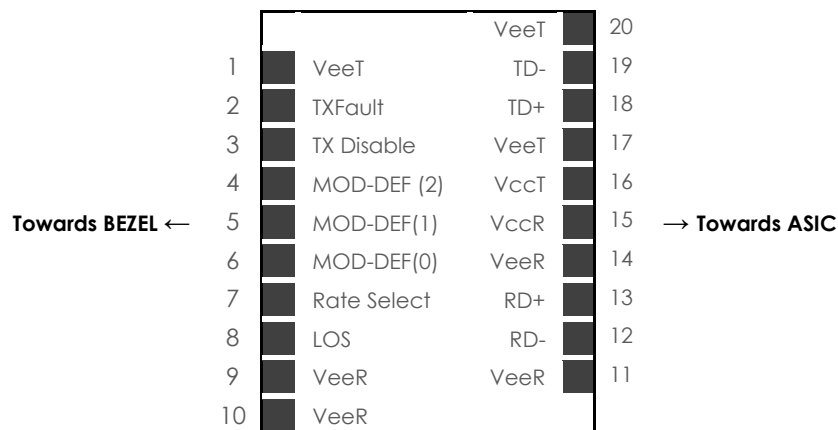 VeeT 20
1 VeeT TD- 19
2 TXFault TD+ 18
3 TX Disable VeeT 17
4 MOD-DEF (2) VccT 16
Towards BEZEL ← 5 MOD-DEF(1) VccR 15 → Towards ASIC
6 MOD-DEF(0) VeeR 14
7 Rate Select RD+ 13
8 LOS RD- 12
9 VeeR VeeR 11
10 VeeR